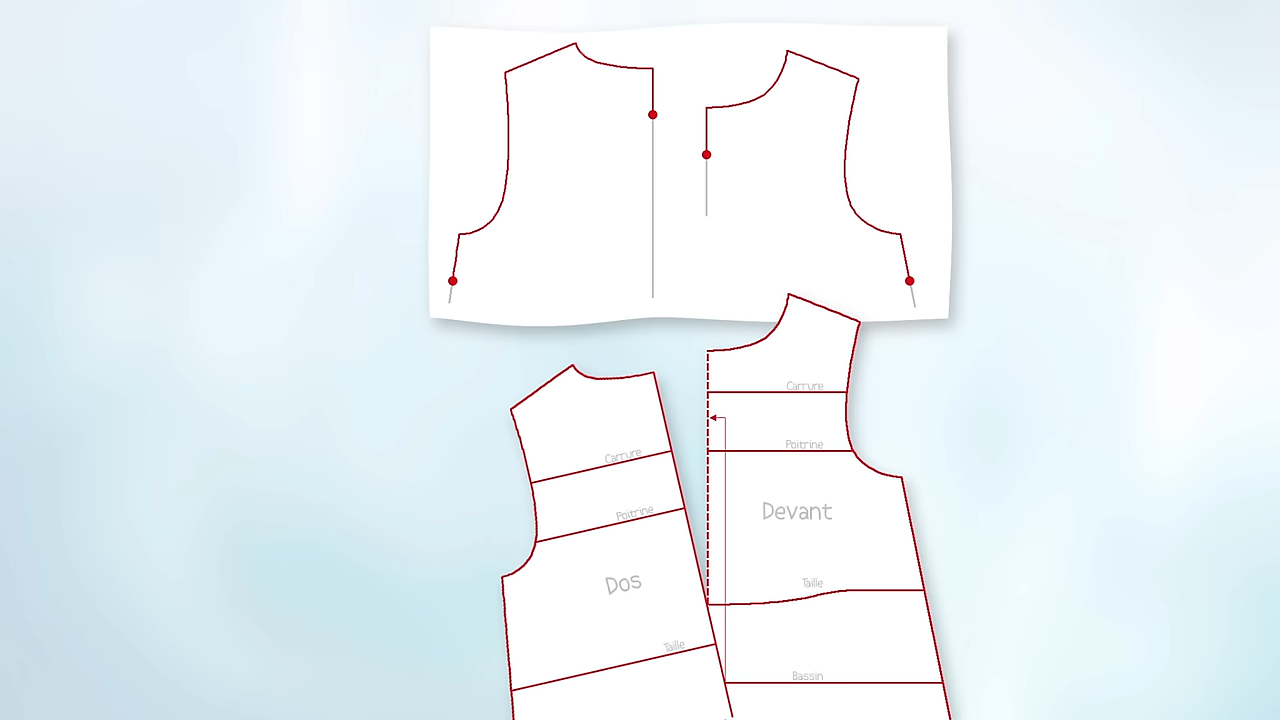 Carrure
Poitrine
Devant
Taille
Bassin
Carrure
Poitrine
Dos
Taille